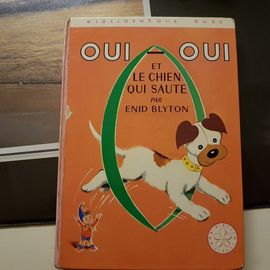 BIBLIOTHÈQUE ROSE
OUI OUI
ET
LE CHIEN
QUI SAUTE
PAR
ENID BLYTON